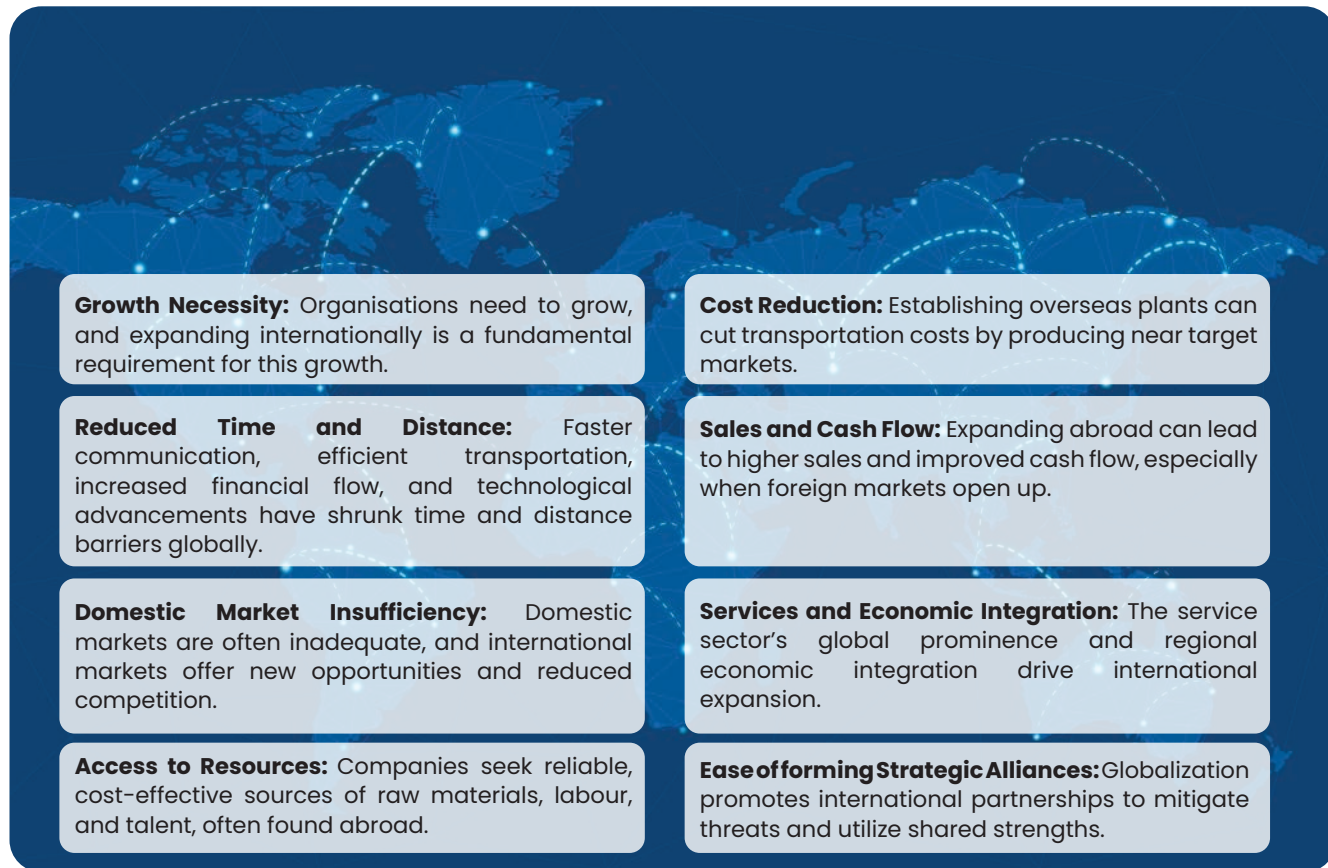 Growth Necessity: Organisations need to grow,
and expanding internationally is a fundamental
requirement for this growth.
Reduced Time and Distance: Faster
communication, efficient transportation,
increased financial flow, and technological
advancements have shrunk time and distance
barriers globally.
Domestic Market Insufficiency: Domestic
markets are often inadequate, and international
markets offer new opportunities and reduced
competition.
Access to Resources: Companies seek reliable,
cost-effective sources of raw materials, labour,
and talent, often found abroad.
Cost Reduction: Establishing overseas plants can
cut transportation costs by producing near target
markets.
Sales and Cash Flow: Expanding abroad can lead
to higher sales and improved cash flow, especially
when foreign markets open up.
Services and Economic Integration: The service
sector’s global prominence and regional
economic integration drive international
expansion.
Ease of forming Strategic Alliances: Globalization
promotes international partnerships to mitigate
threats and utilize shared strengths.